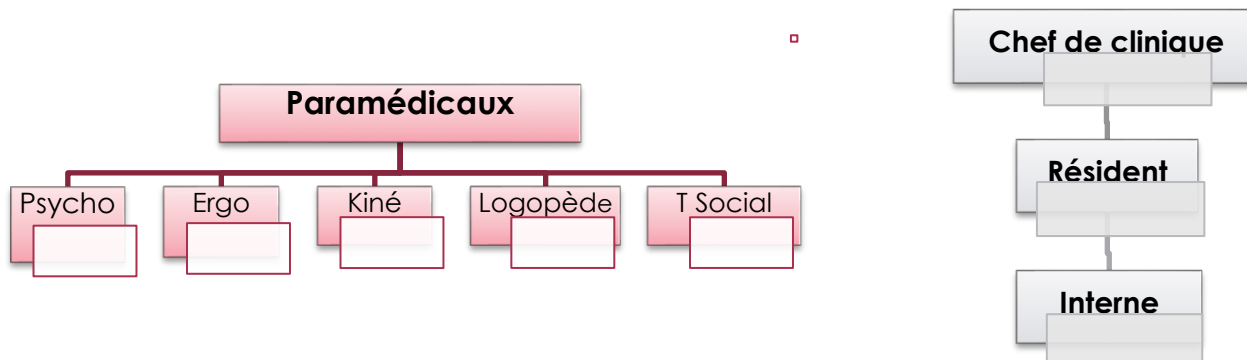 Chef de clinique
Paramédicaux
Résident
Psycho
Ergo
Kiné
Logopède
T Social
Interne